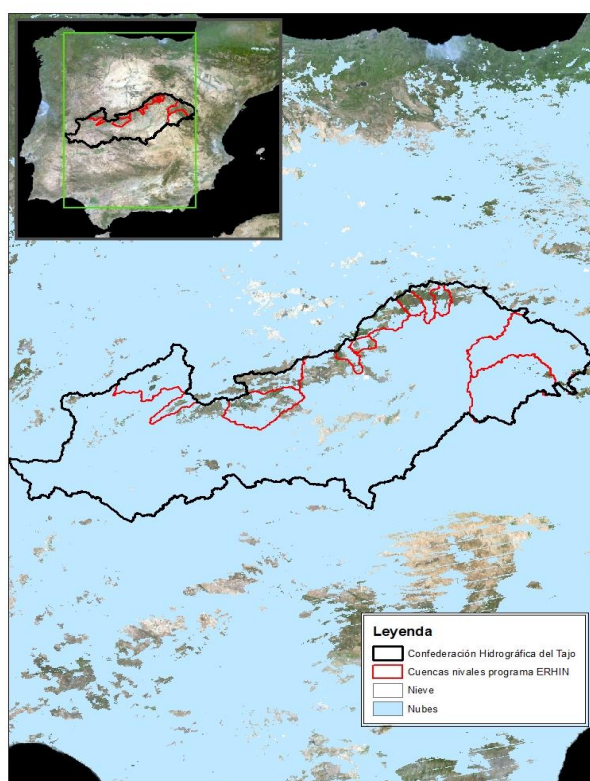 Leyenda
Confederación Hidrográfica del Tajo
Cuencas nivales programa ERHIN
Nieve
Nubes